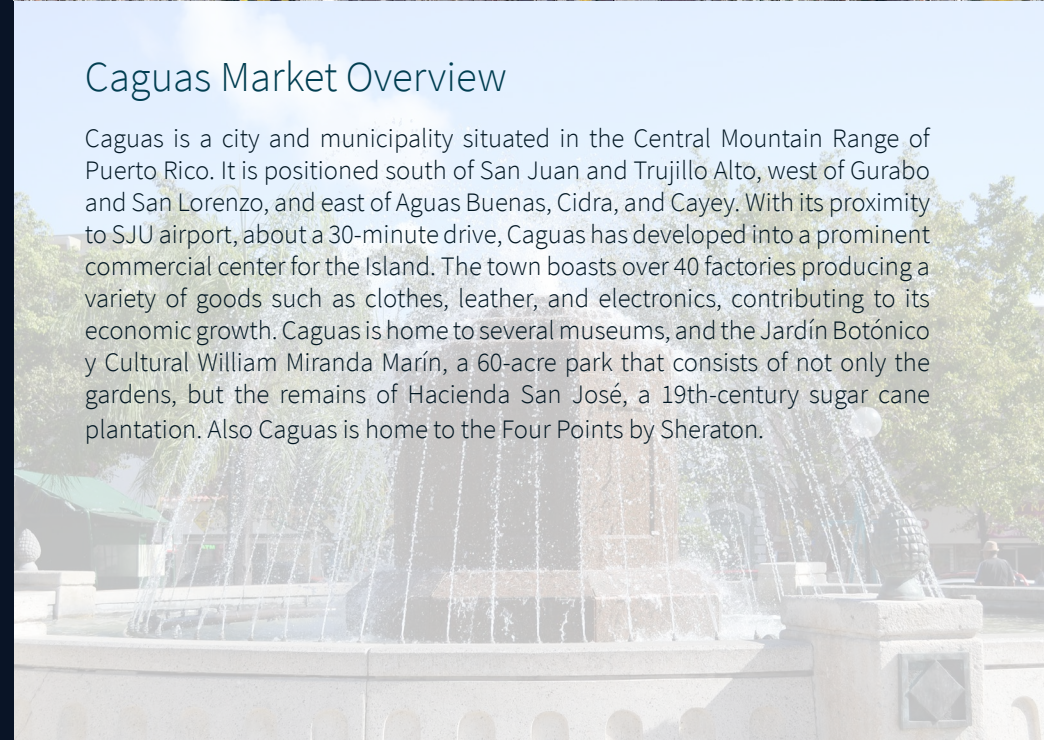 Caguas Market Overview
Caguas is a city and municipality situated in the Central Mountain Range of
Puerto Rico. It is positioned south of San Juan and Trujillo Alto, west of Gurabo
and San Lorenzo, and east of Aguas Buenas, Cidra, and Cayey. With its proximity
to SJU airport, about a 30-minute drive, Caguas has developed into a prominent
commercial center for the Island. The town boasts over 40 factories producing a
variety of goods such as clothes, leather, and electronics, contributing to its
economic growth. Caguas is home to several museums, and the Jardín Botónico
y Cultural William Miranda Marín, a 60-acre park that consists of not only the
gardens, but the remains of Hacienda San José, a 19th-century sugar cane
plantation. Also Caguas is home to the Four Points by Sheraton.